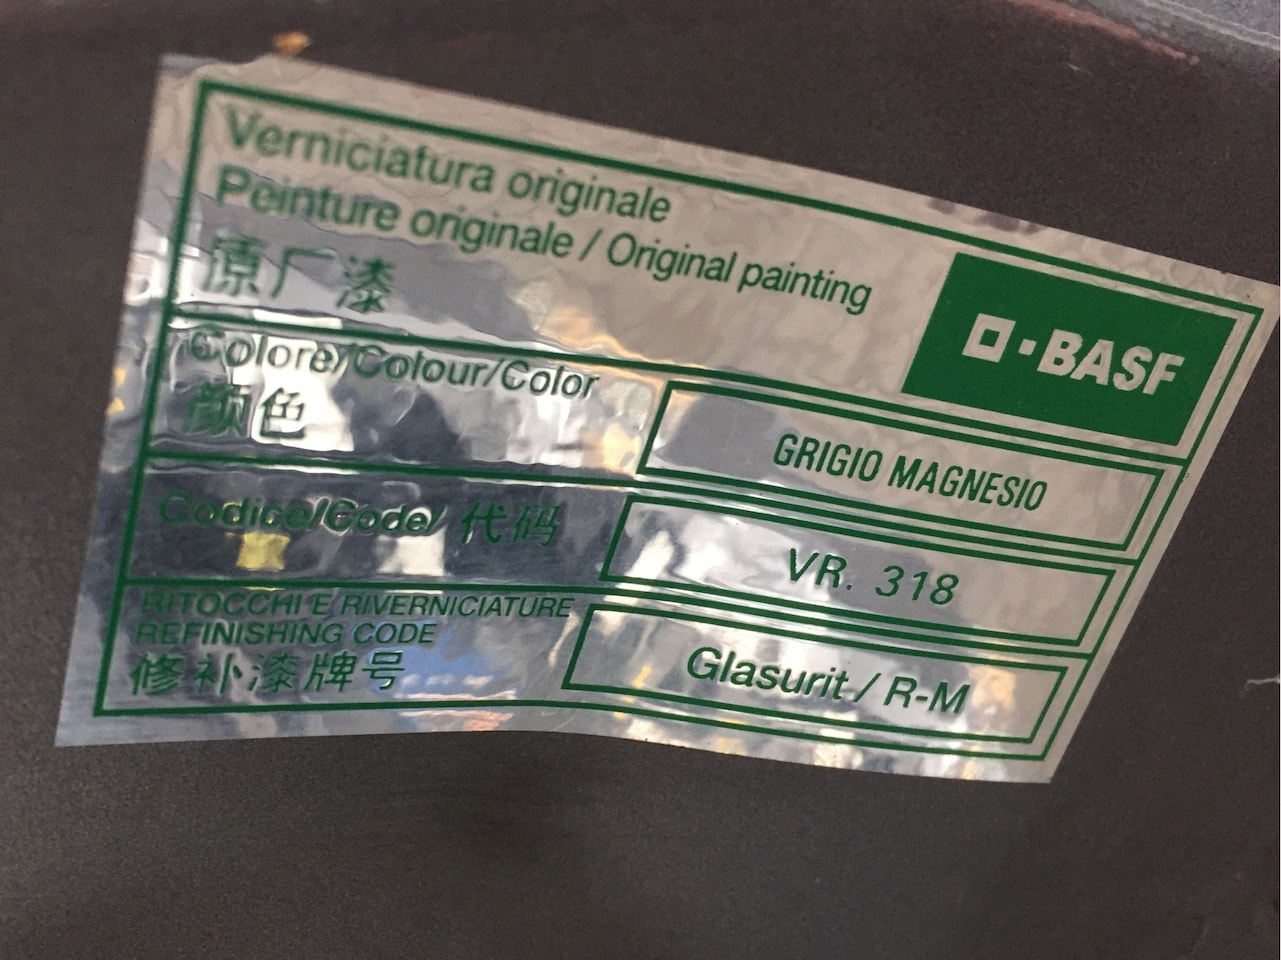 Verniciatura originale
Peinture originale / Original painting
原厂漆
BASF
Colore/Colour/Color
颜色
GRIGIO MAGNESIO
Codice/Code/ 代码
VR. 318
RITOCCHI E RIVERNICIATURE
REFINISHING CODE
修补漆牌号
Glasurit / R-M